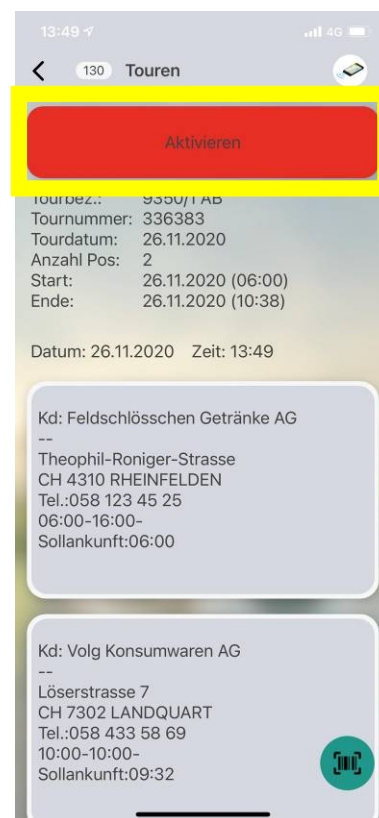 13:49
4G
130 Touren
Aktivieren
Tourbez.: 9350/1 AB
Tournummer: 336383
Tourdatum: 26.11.2020
Anzahl Pos: 2
Start: 26.11.2020 (06:00)
Ende: 26.11.2020 (10:38)
Datum: 26.11.2020 Zeit: 13:49
Kd: Feldschlösschen Getränke AG
--
Theophil-Roniger-Strasse
CH 4310 RHEINFELDEN
Tel.:058 123 45 25
06:00-16:00-
Sollankunft:06:00
Kd: Volg Konsumwaren AG
--
Löserstrasse 7
CH 7302 LANDQUART
Tel.:058 433 58 69
10:00-10:00-
Sollankunft:09:32